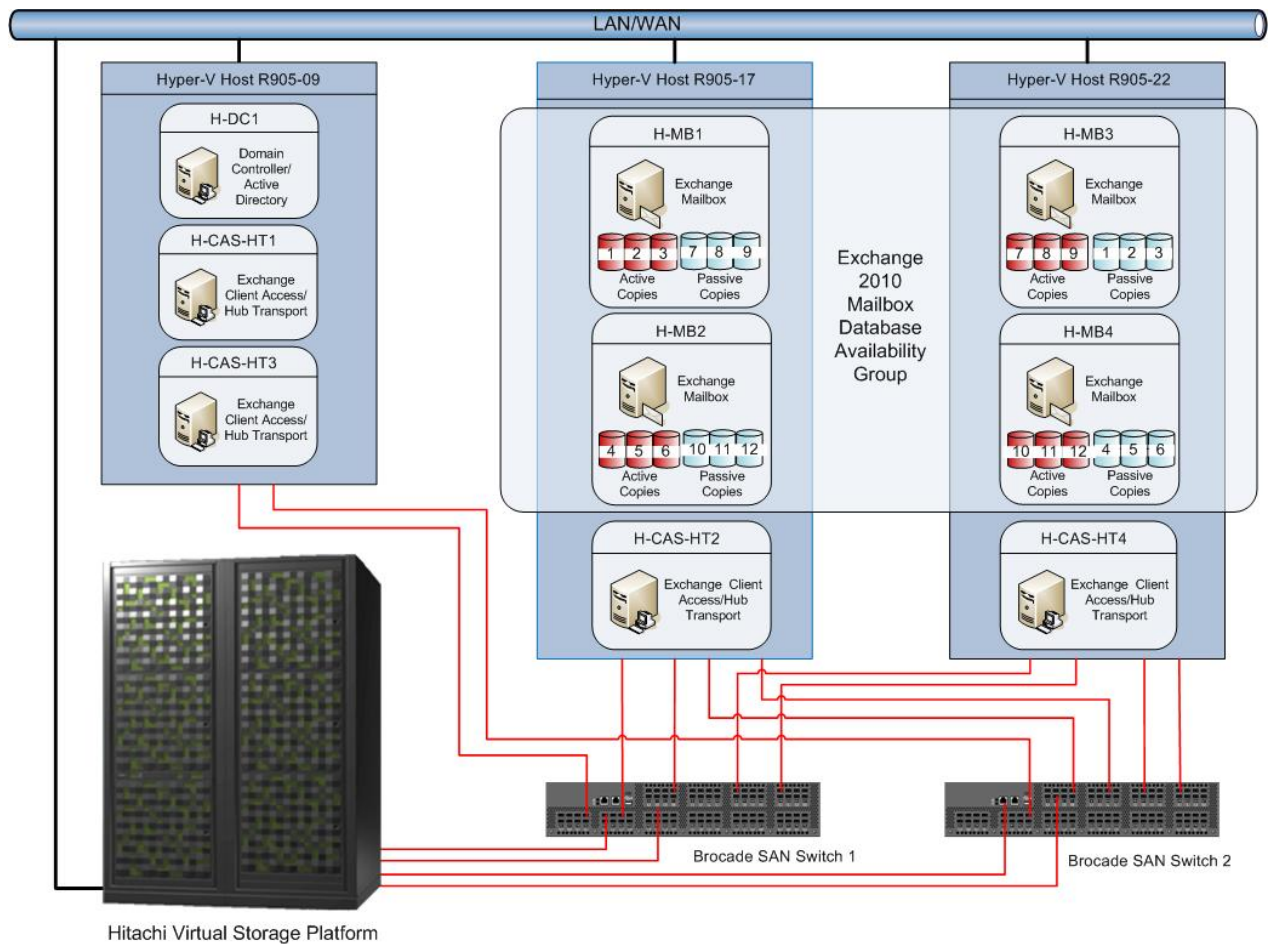 LAN/WAN
Hyper-V Host R905-09
H-DC1
Domain
Controller/
Active
Directory
H-CAS-HT1
Exchange
Client Access/
Hub Transport
H-CAS-HT3
Exchange
Client Access/
Hub Transport
Hyper-V Host R905-17
H-MB1
Exchange
Mailbox
1 2 3 7 8 9
Active
Copies
Passive
Copies
H-MB2
Exchange
Mailbox
4 5 6 10 11 12
Active
Copies
Passive
Copies
H-CAS-HT2
Exchange Client
Access/Hub
Transport
Exchange
2010
Mailbox
Database
Availability
Group
Hyper-V Host R905-22
H-MB3
Exchange
Mailbox
7 8 9 1 2 3
Active
Copies
Passive
Copies
H-MB4
Exchange
Mailbox
10 11 12 4 5 6
Active
Copies
Passive
Copies
H-CAS-HT4
Exchange Client
Access/Hub
Transport
Brocade SAN Switch 1
Brocade SAN Switch 2
Hitachi Virtual Storage Platform